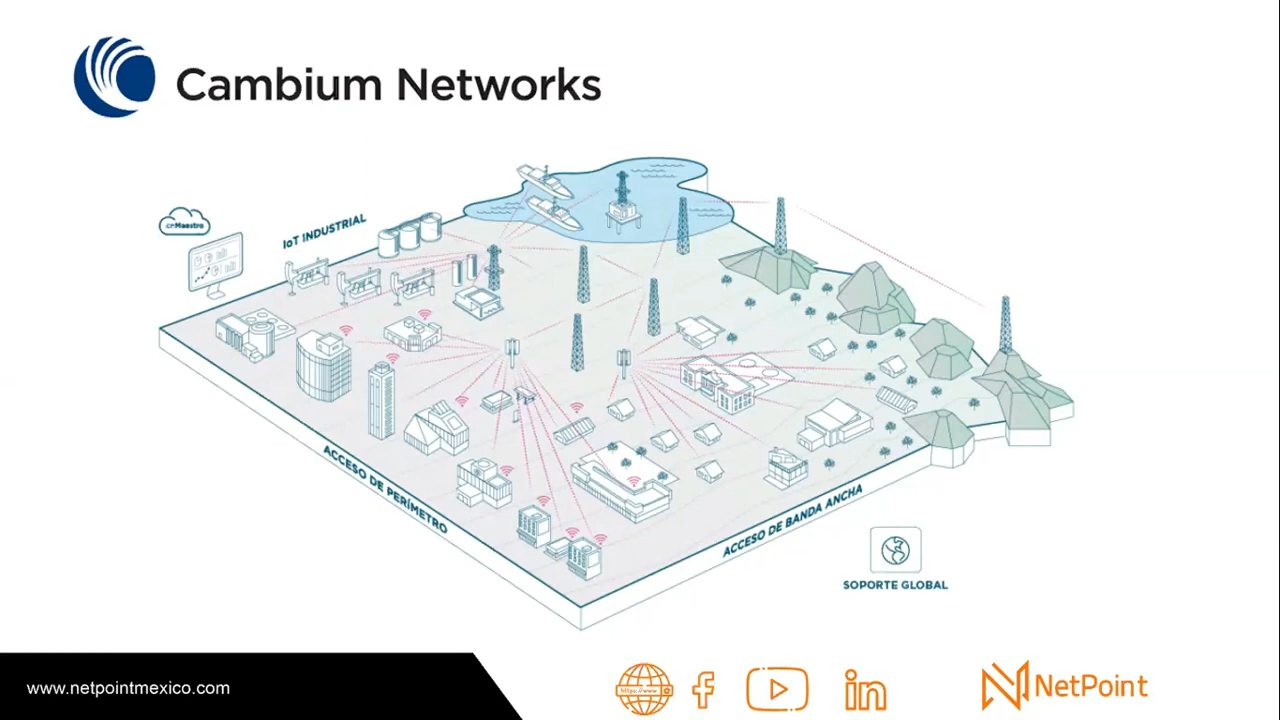 Cambium Networks
cnMaestro
IoT INDUSTRIAL
ACCESO DE PERÍMETRO
ACCESO DE BANDA ANCHA
SOPORTE GLOBAL
www.netpointmexico.com
https://www
NetPoint